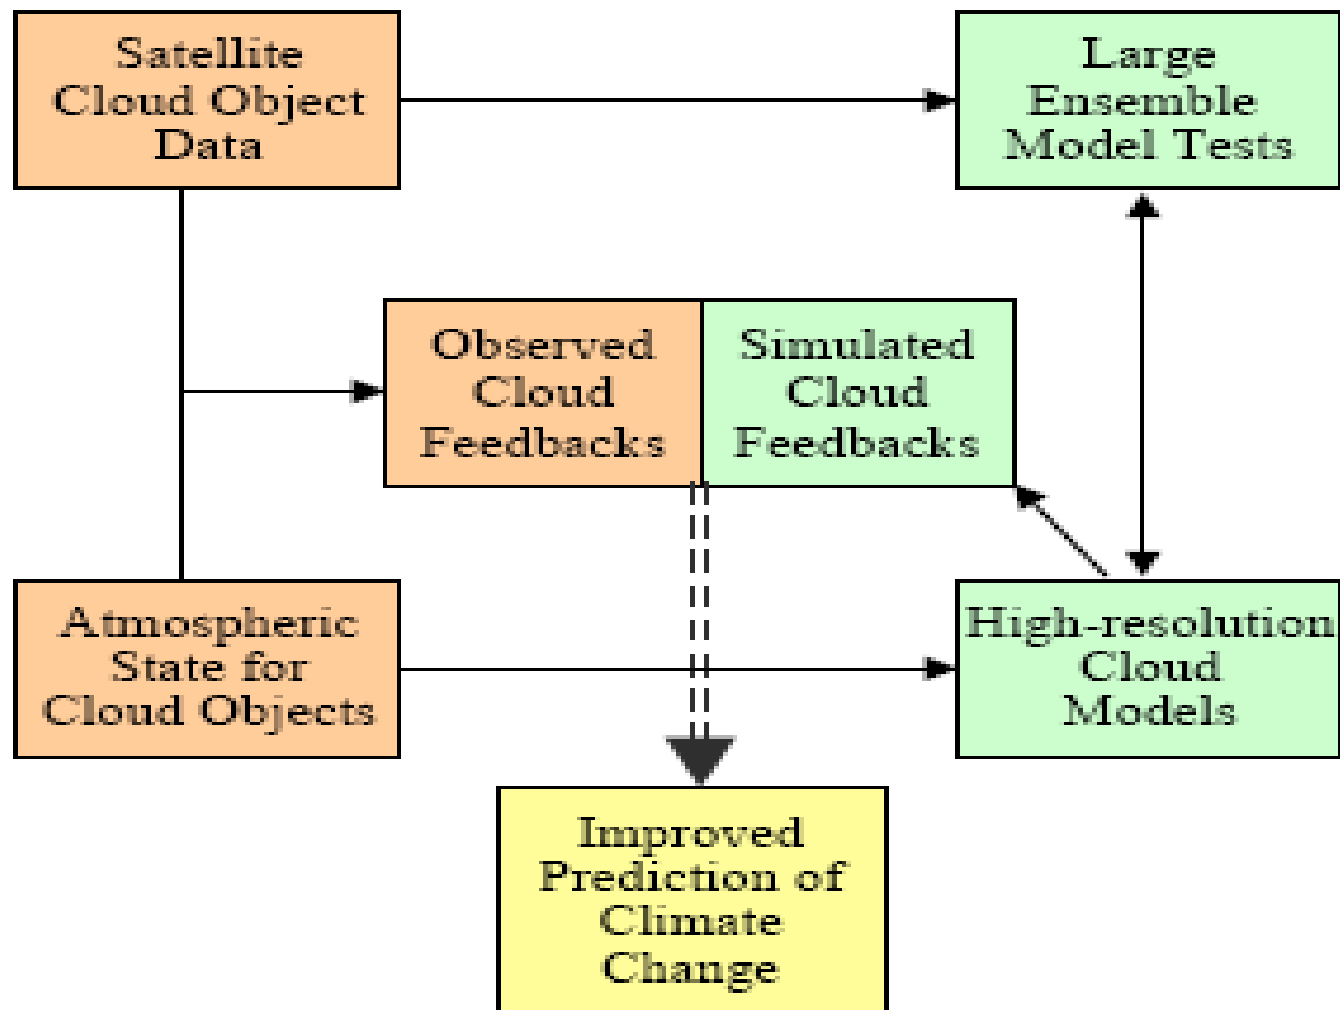 Satellite
Cloud Object
Data
Large
Ensemble
Model Tests
Observed
Cloud
Feedbacks
Simulated
Cloud
Feedbacks
Atmospheric
State for
Cloud Objects
High-resolution
Cloud
Models
Improved
Prediction of
Climate
Change